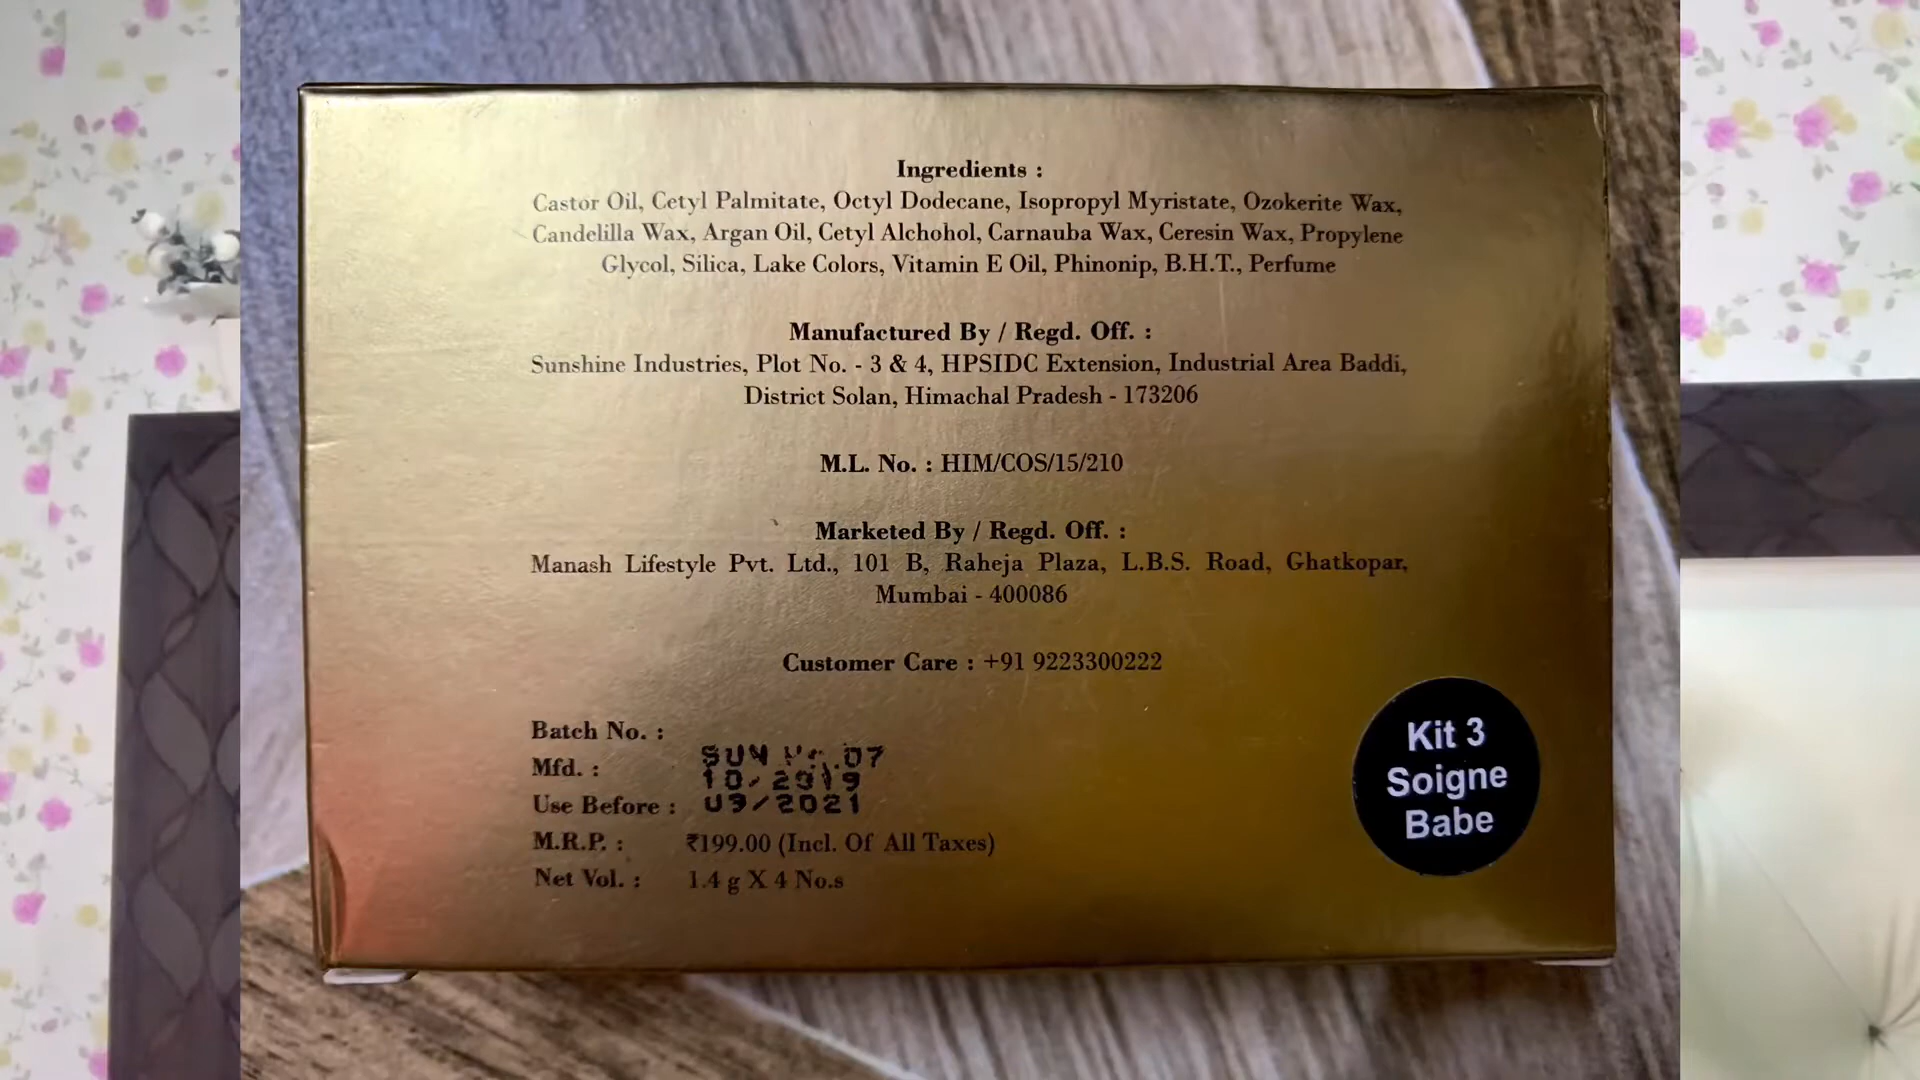 Ingredients :
Castor Oil, Cetyl Palmitate, Octyl Dodecane, Isopropyl Myristate, Ozokerite Wax,
Candelilla Wax, Argan Oil, Cetyl Alchohol, Carnauba Wax, Ceresin Wax, Propylene
Glycol, Silica, Lake Colors, Vitamin E Oil, Phinonip, B.H.T., Perfume
Manufactured By / Regd. Off. :
Sunshine Industries, Plot No. - 3 & 4, HPSIDC Extension, Industrial Area Baddi,
District Solan, Himachal Pradesh - 173206
M.L. No. : HIM/COS/15/210
Marketed By / Regd. Off. :
Manash Lifestyle Pvt. Ltd., 101 B, Raheja Plaza, L.B.S. Road, Ghatkopar,
Mumbai - 400086
Customer Care : +91 9223300222
Batch No. : SUN
Mfd. : 10/2019
Use Before : 09/2021
M.R.P. : ₹199.00 (Incl. Of All Taxes)
Net Vol. : 1.4 g X 4 No.s
Kit 3
Soigne
Babe